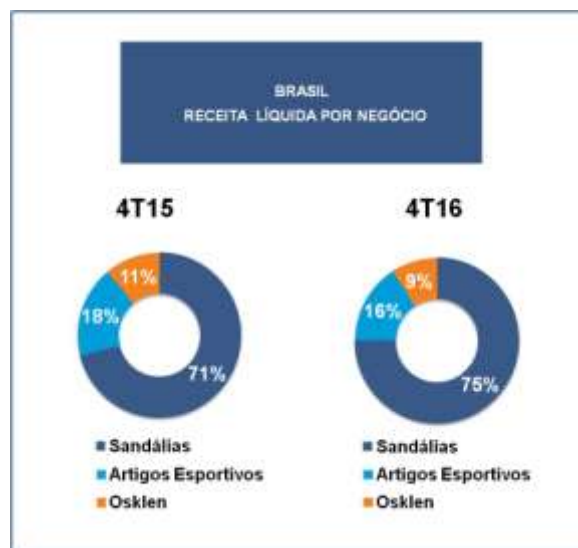 BRASIL
RECEITA LÍQUIDA POR NEGÓCIO
4T15
4T16
11%
18%
71%
9%
16%
75%
Sandálias
Artigos Esportivos
Osklen
Sandálias
Artigos Esportivos
Osklen